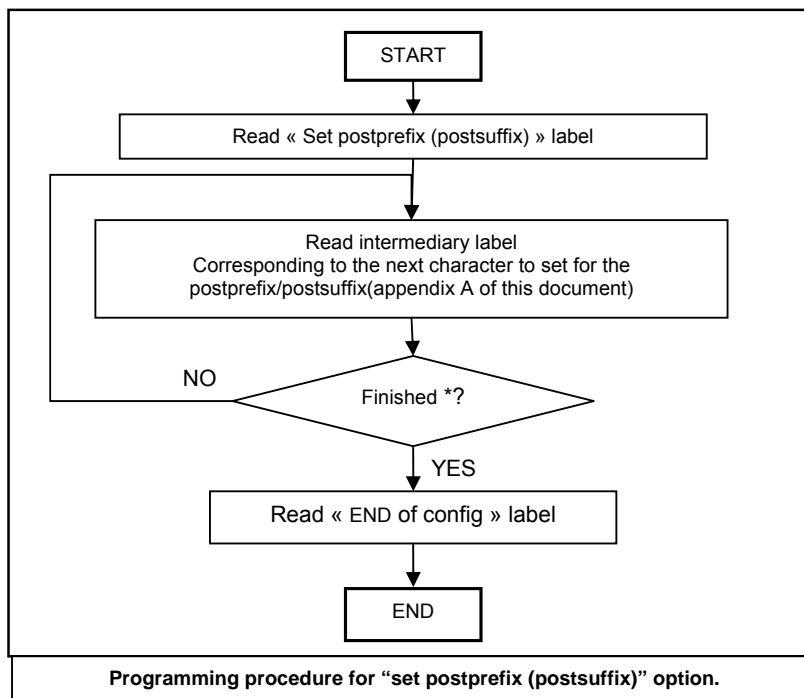 START
Read « Set postprefix (postsuffix) » label
Read intermediary label
Corresponding to the next character to set for the
postprefix/postsuffix(appendix A of this document)
NO
Finished *?
YES
Read « END of config » label
END
Programming procedure for “set postprefix (postsuffix)” option.